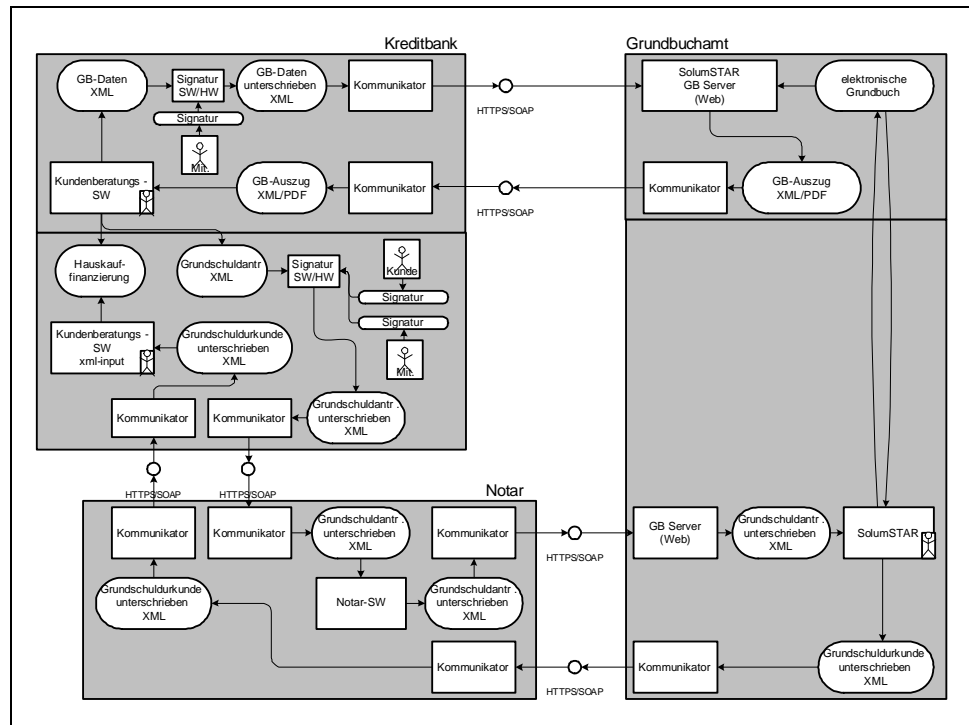 Kreditbank
Grundbuchamt
GB-Daten
XML
Signatur
SW/HW
GB-Daten
unterschrieben
XML
Kommunikator
HTTPS/SOAP
SolumSTAR
GB Server
(Web)
elektronische
Grundbuch
Signatur
Mit.
Kundenberatungs -
SW
GB-Auszug
XML/PDF
Kommunikator
HTTPS/SOAP
Kommunikator
GB-Auszug
XML/PDF
Hauskauf-
finanzierung
Grundschuldantr
XML
Signatur
SW/HW
Kunde
Signatur
Signatur
Mit.
Kundenberatungs -
SW
xml-input
Grundschuldurkunde
unterschrieben
XML
Kommunikator
Kommunikator
Grundschuldantr .
unterschrieben
XML
HTTPS/SOAP
HTTPS/SOAP
Notar
Kommunikator
Kommunikator
Grundschuldantr .
unterschrieben
XML
Kommunikator
HTTPS/SOAP
GB Server
(Web)
Grundschuldantr .
unterschrieben
XML
SolumSTAR
Grundschuldurkunde
unterschrieben
XML
Notar-SW
Grundschuldantr .
unterschrieben
XML
Kommunikator
HTTPS/SOAP
Kommunikator
Grundschuldurkunde
unterschrieben
XML